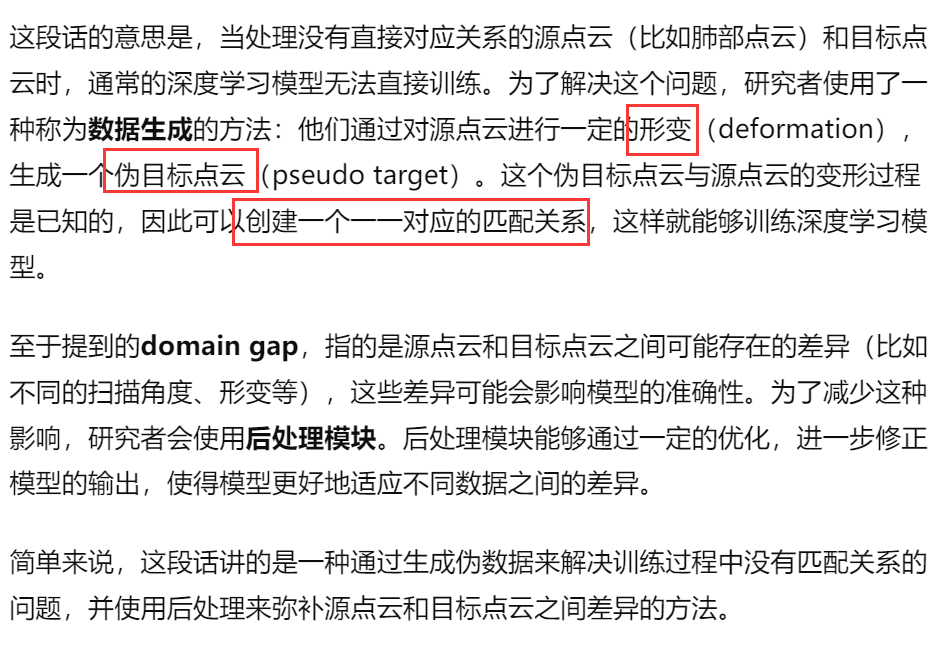 这段话的意思是，当处理没有直接对应关系的源点云（比如肺部点云）和目标点
云时，通常的深度学习模型无法直接训练。为了解决这个问题，研究者使用了一
种称为数据生成的方法：他们通过对源点云进行一定的形变（deformation），
生成一个伪目标点云（pseudo target）。这个伪目标点云与源点云的变形过程
是已知的，因此可以创建一个一一对应的匹配关系，这样就能够训练深度学习模
型。
至于提到的domain gap，指的是源点云和目标点云之间可能存在的差异（比如
不同的扫描角度、形变等），这些差异可能会影响模型的准确性。为了减少这种
影响，研究者会使用后处理模块。后处理模块能够通过一定的优化，进一步修正
模型的输出，使得模型更好地适应不同数据之间的差异。
简单来说，这段话讲的是一种通过生成伪数据来解决训练过程中没有匹配关系的
问题，并使用后处理来弥补源点云和目标点云之间差异的方法。